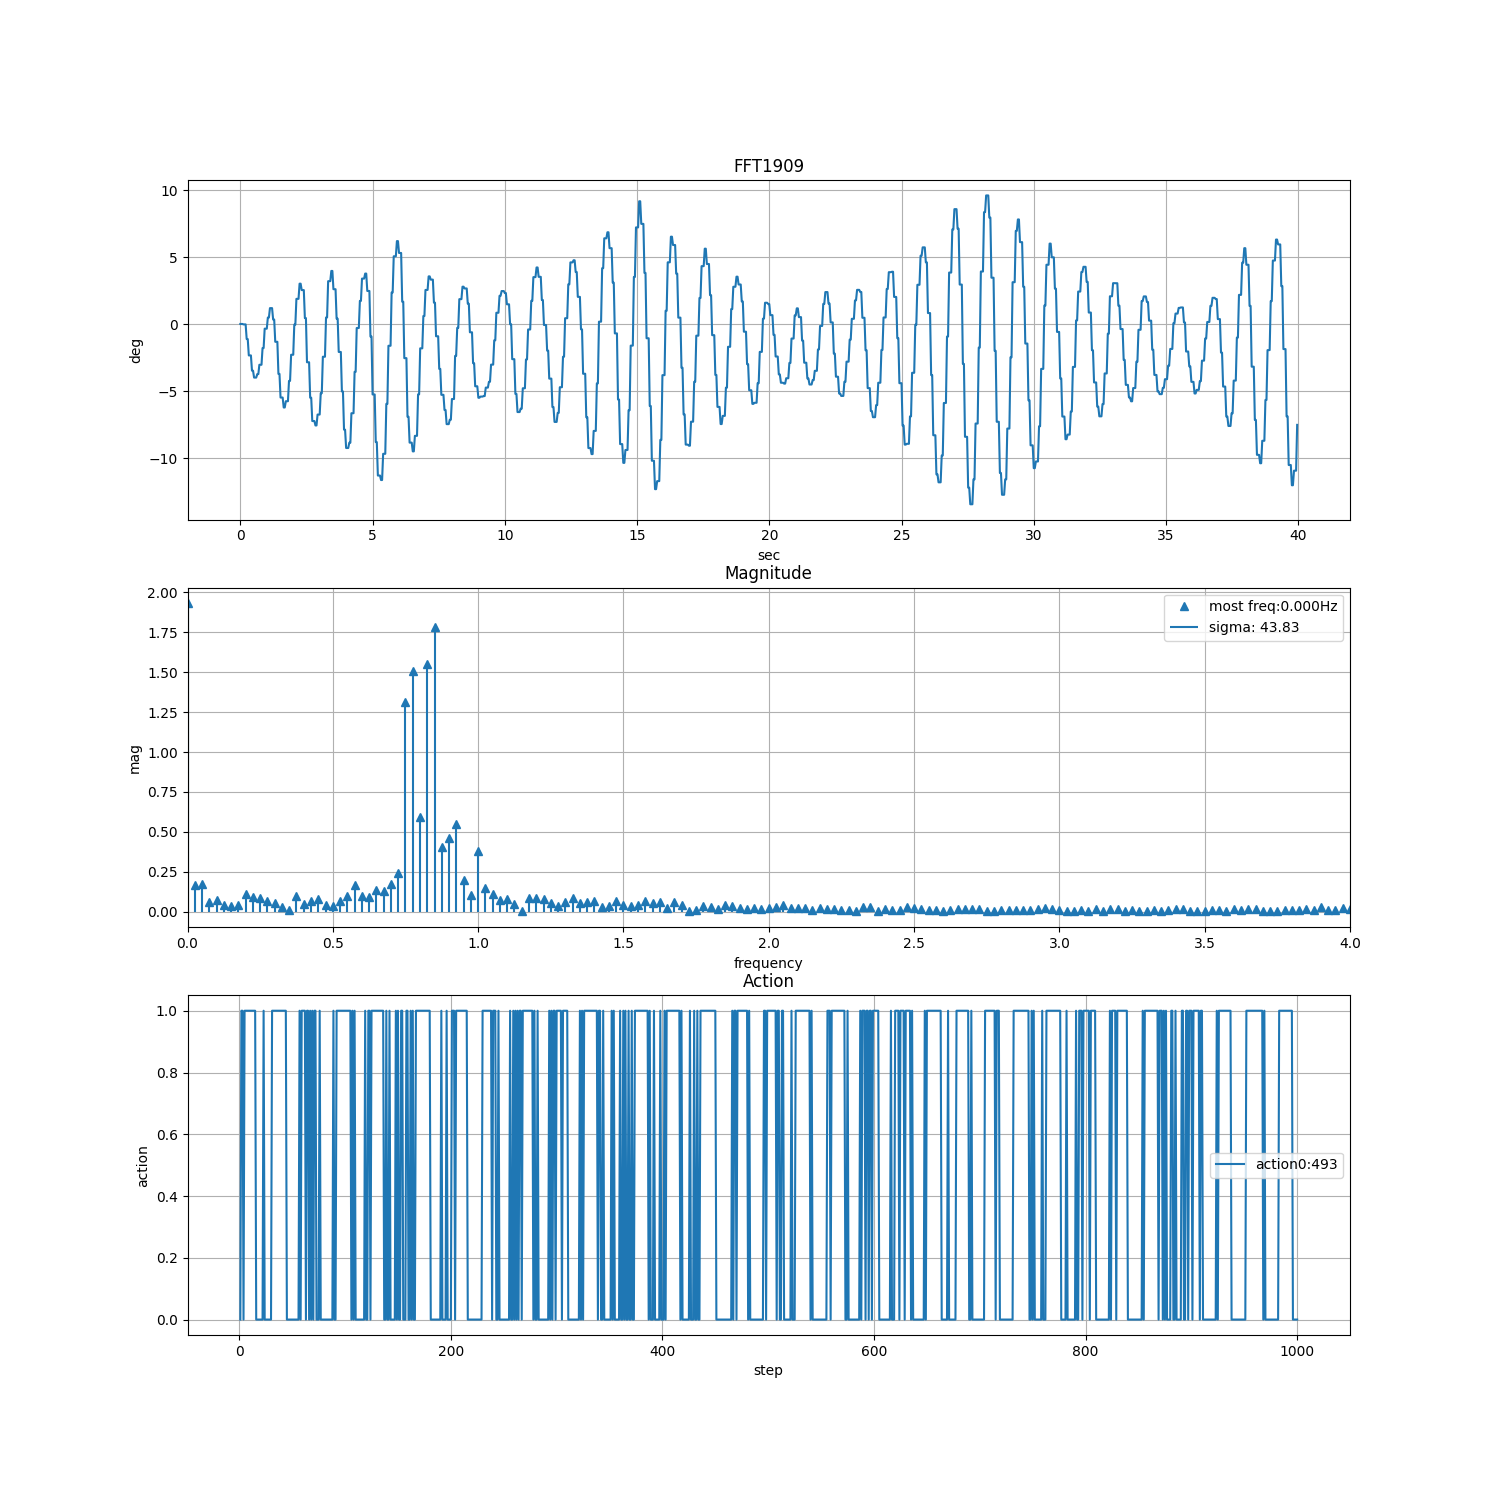 FFT1909
10
5
0
−5
−10
deg
0 5 10 15 20 25 30 35 40
sec
Magnitude
2.00
1.75
1.50
1.25
1.00
0.75
0.50
0.25
0.00
mag
most freq:0.000Hz
sigma: 43.83
0.0 0.5 1.0 1.5 2.0 2.5 3.0 3.5 4.0
frequency
Action
1.0
0.8
0.6
0.4
0.2
0.0
action
action0:493
0 200 400 600 800 1000
step